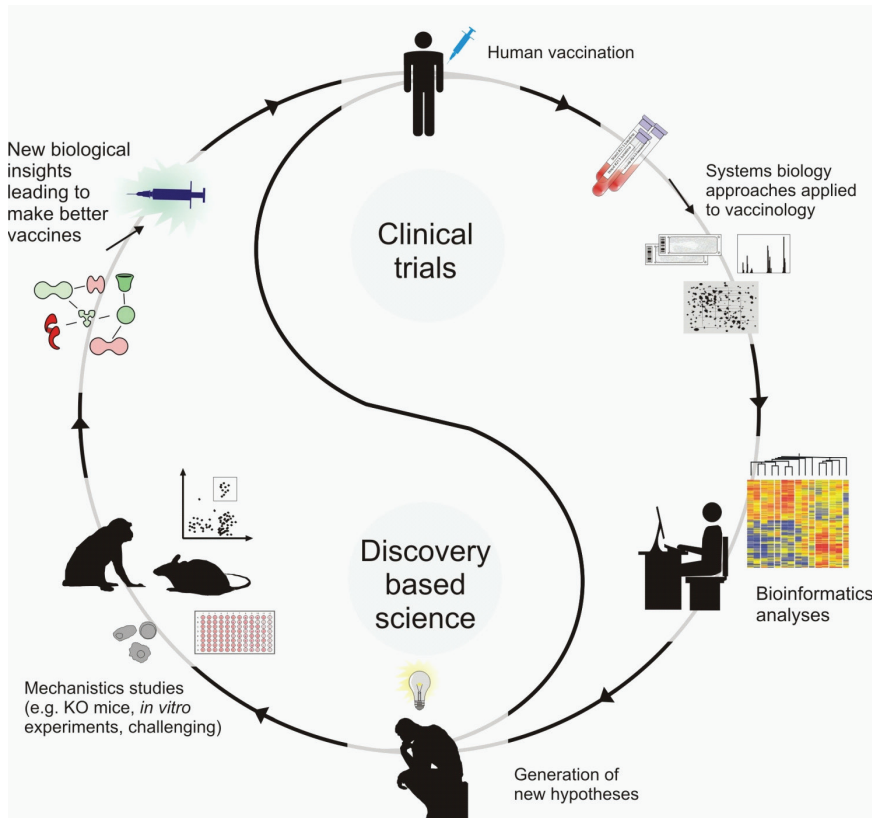 Human vaccination
Systems biology
approaches applied
to vaccinology
Clinical
trials
New biological
insights
leading to
make better
vaccines
Bioinformatics
analyses
Discovery
based
science
Mechanistics studies
(e.g. KO mice, in vitro
experiments, challenging)
Generation of
new hypotheses